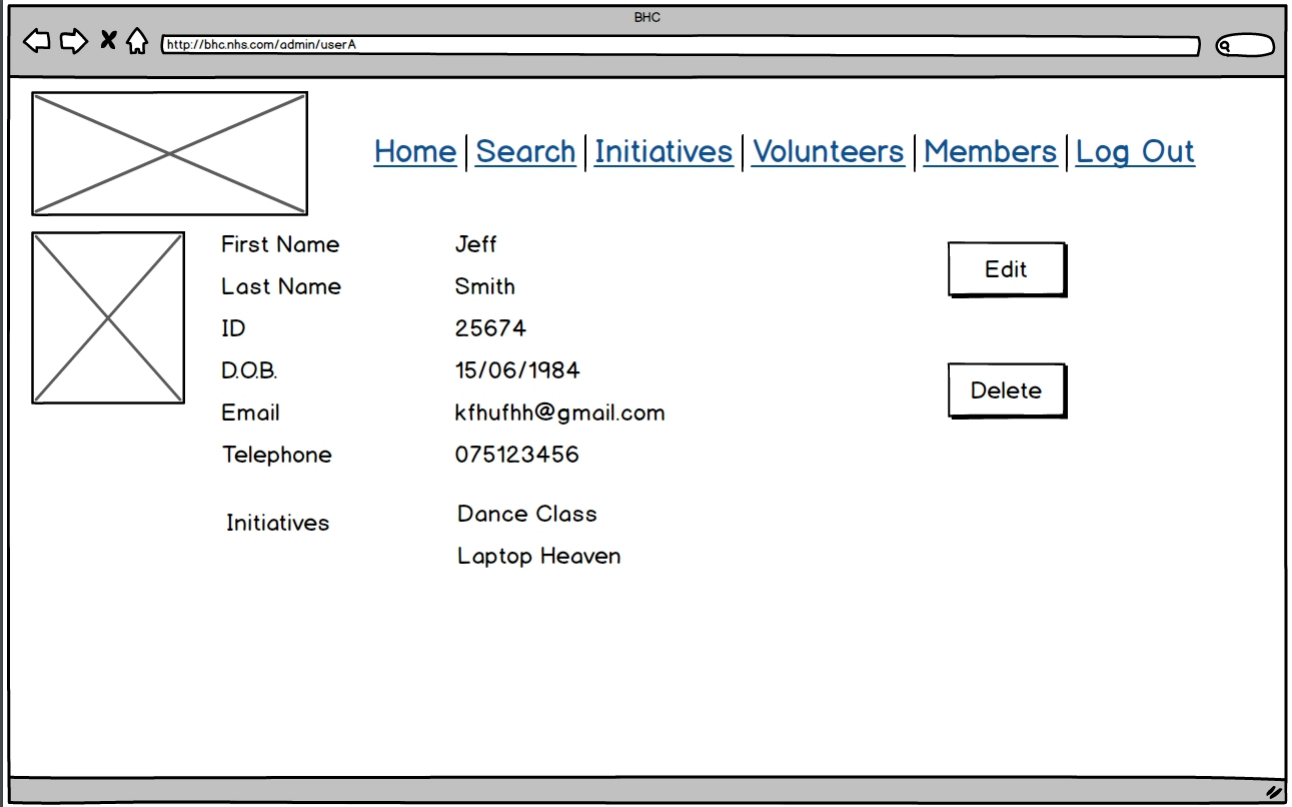 BHC
http://bhc.nhs.com/admin/userA
Home | Search | Initiatives | Volunteers | Members | Log Out
First Name Jeff
Last Name Smith
ID 25674
D.O.B. 15/06/1984
Email kfhufhh@gmail.com
Telephone 075123456
Initiatives Dance Class
Laptop Heaven
Edit
Delete